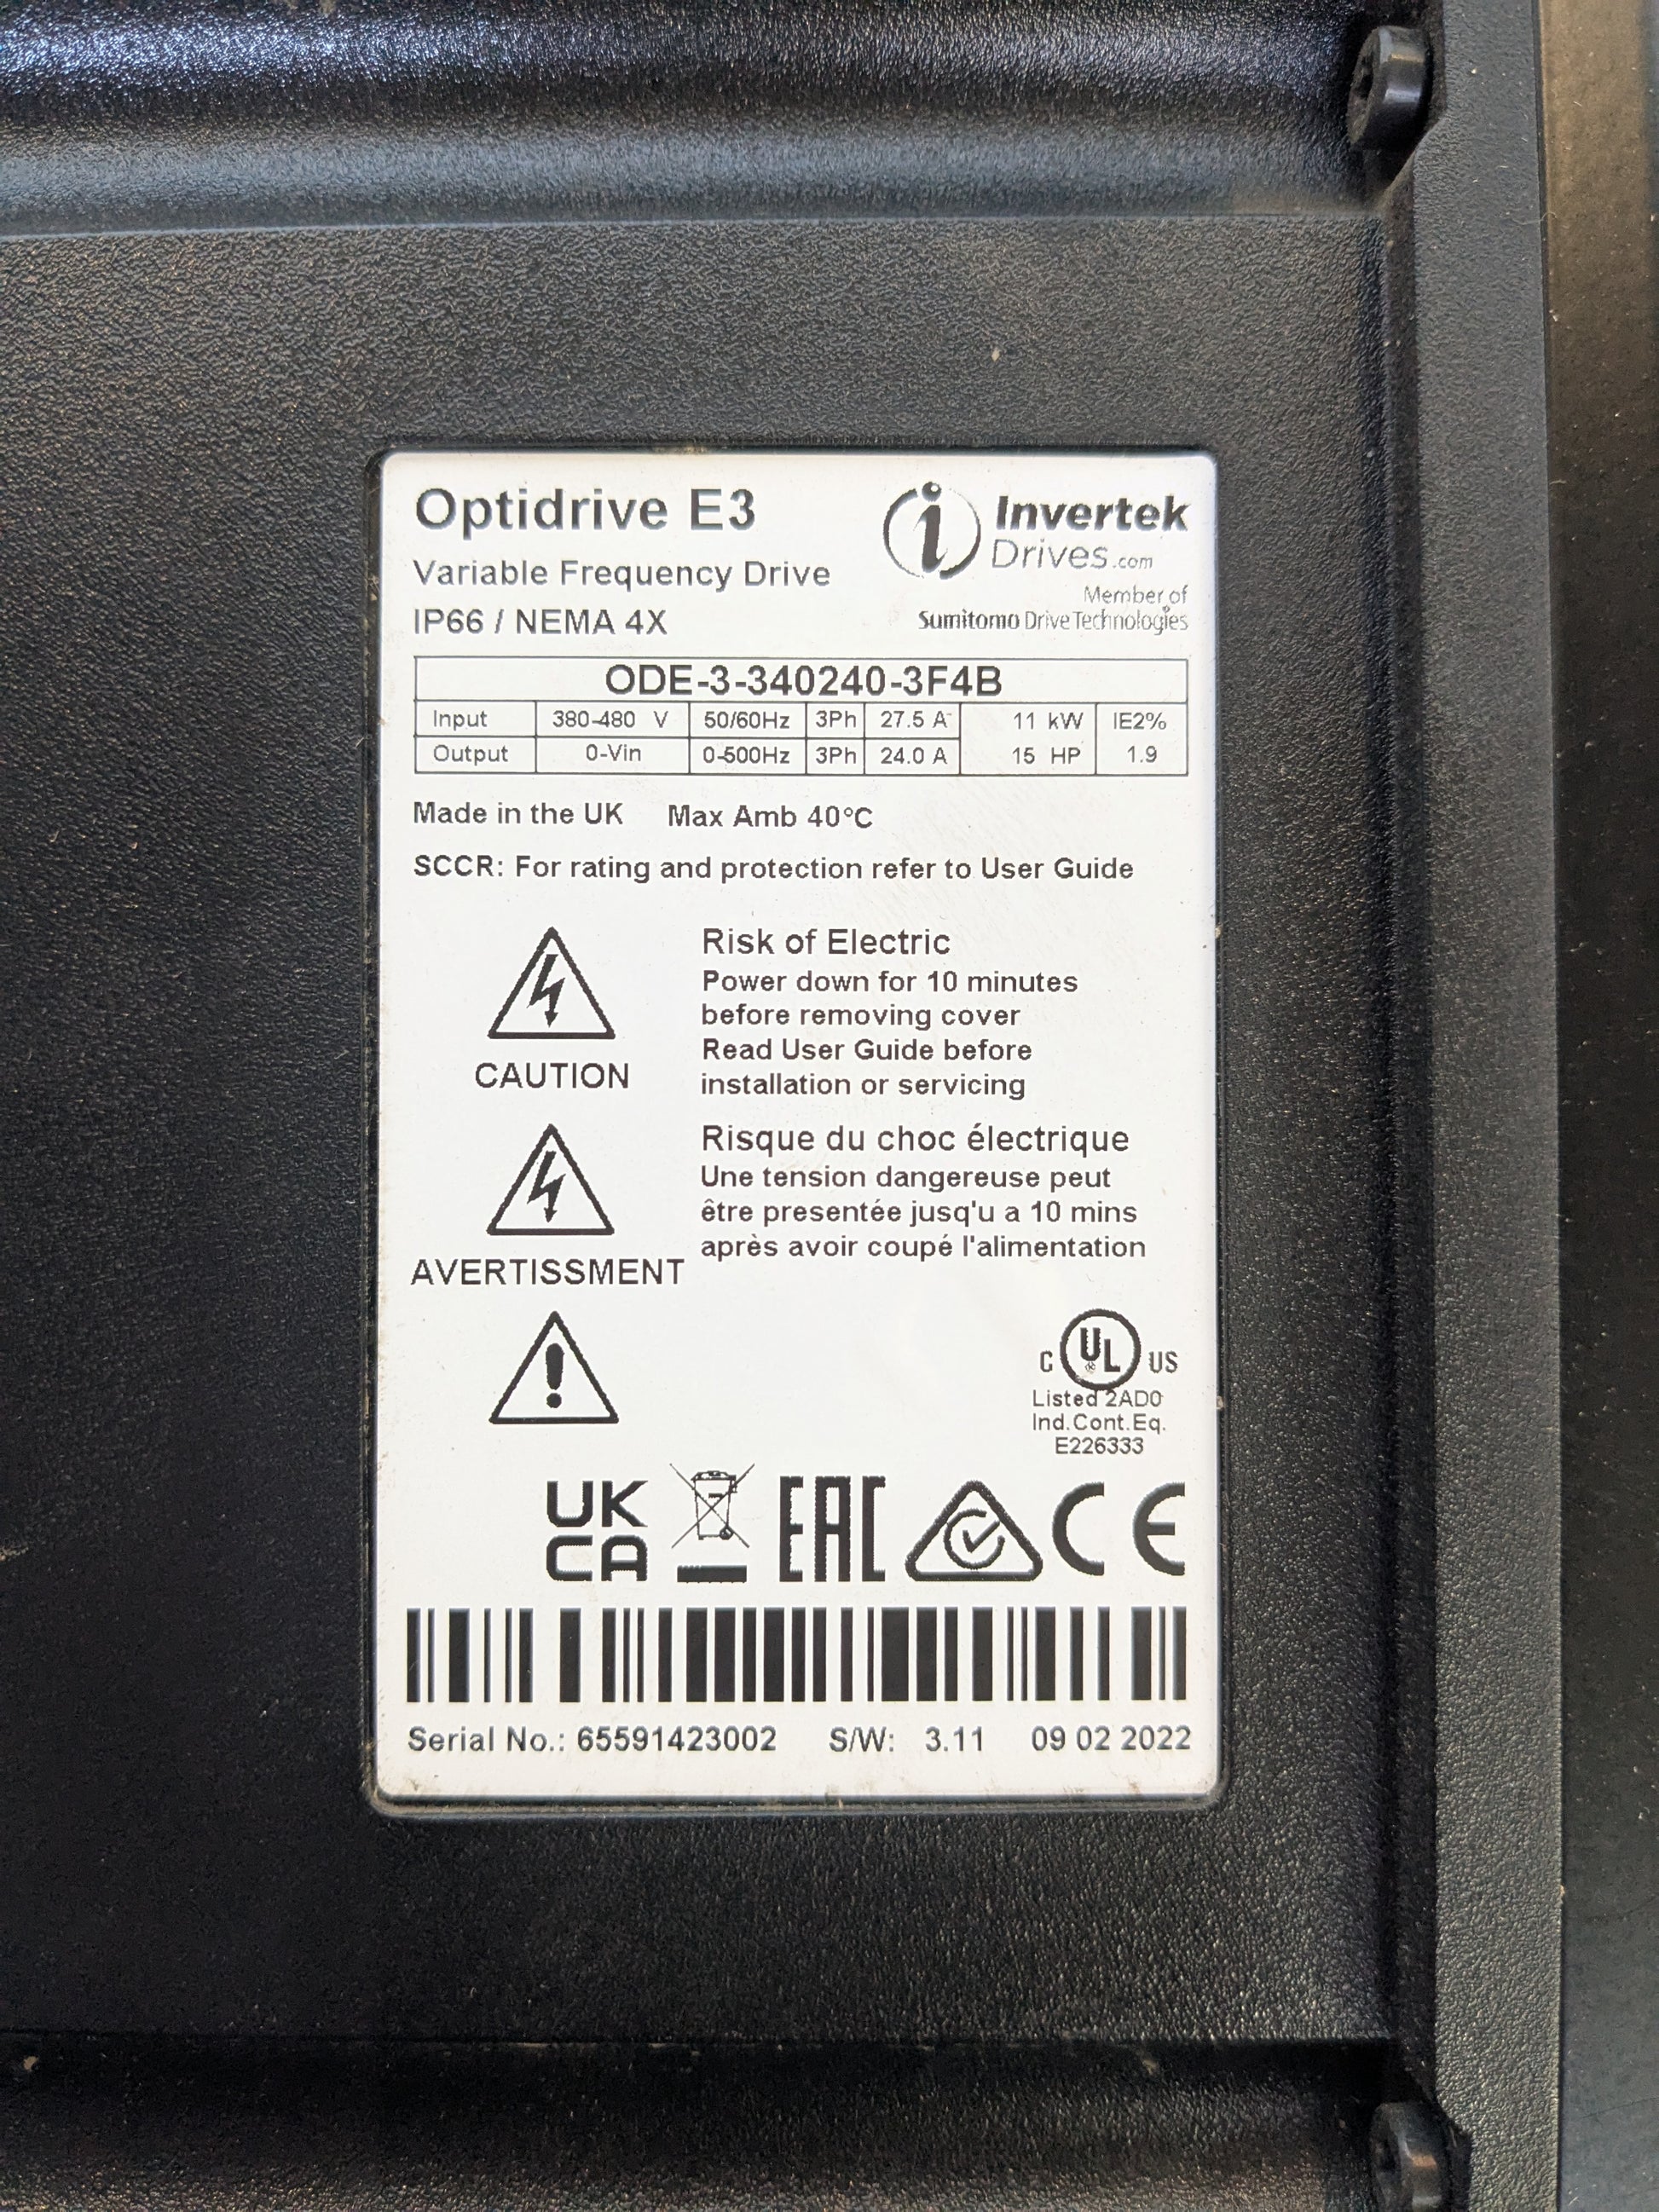 Optidrive E3
Variable Frequency Drive
IP66 / NEMA 4X
Invertek
Drives.com
Member of
Sumitomo Drive Technologies
ODE-3-340240-3F4B
Input 380-480 V 50/60Hz 3Ph 27.5 A 11 kW IE2%
Output 0-Vin 0-500Hz 3Ph 24.0 A 15 HP 1.9
Made in the UK Max Amb 40°C
SCCR: For rating and protection refer to User Guide
CAUTION
Risk of Electric
Power down for 10 minutes
before removing cover
Read User Guide before
installation or servicing
AVERTISSMENT
Risque du choc électrique
Une tension dangereuse peut
être presentée jusqu'u a 10 mins
après avoir coupé l'alimentation
C UL US
Listed 2AD0
Ind.Cont.Eq.
E226333
UK
CA
EAC
CE
Serial No.: 65591423002 S/W: 3.11 09 02 2022